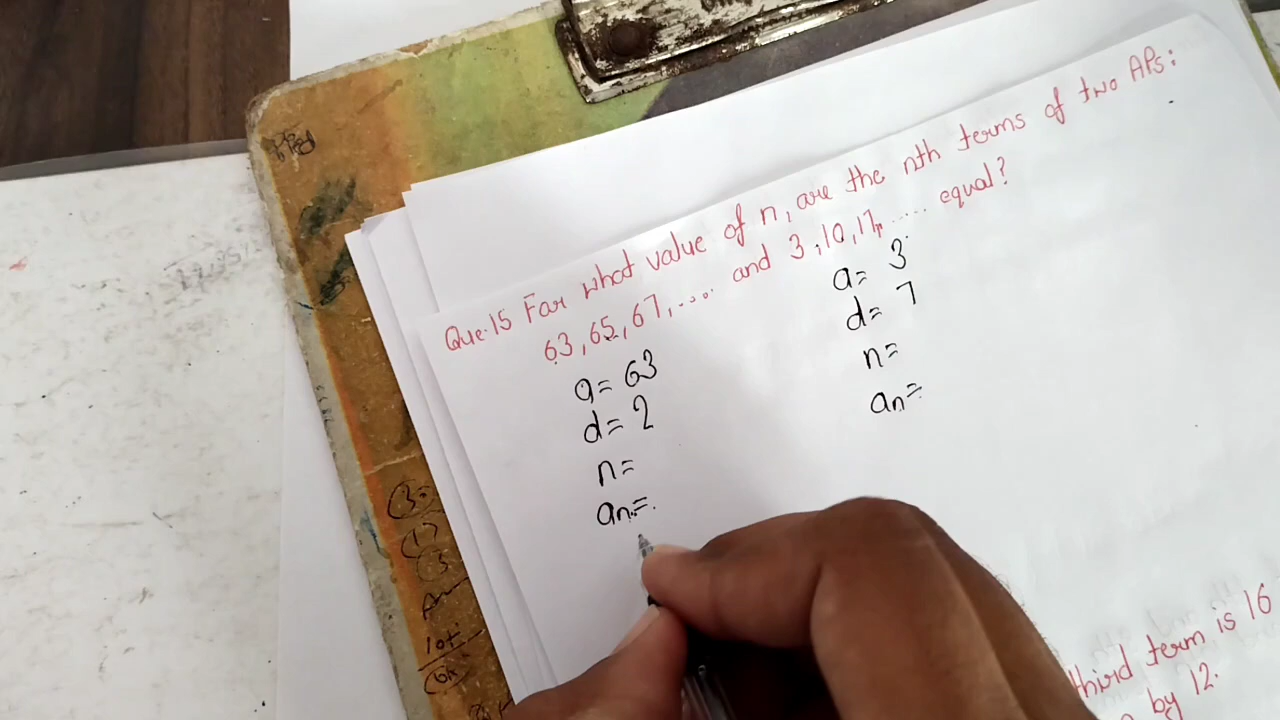 Que.15 For what value of n, are the nth terms of two APs:
63, 65, 67, .... and 3, 10, 17, ..... equal?
a= 63
d= 2
n=
an=
a= 3
d= 7
n=
an=
third term is 16
by 12.